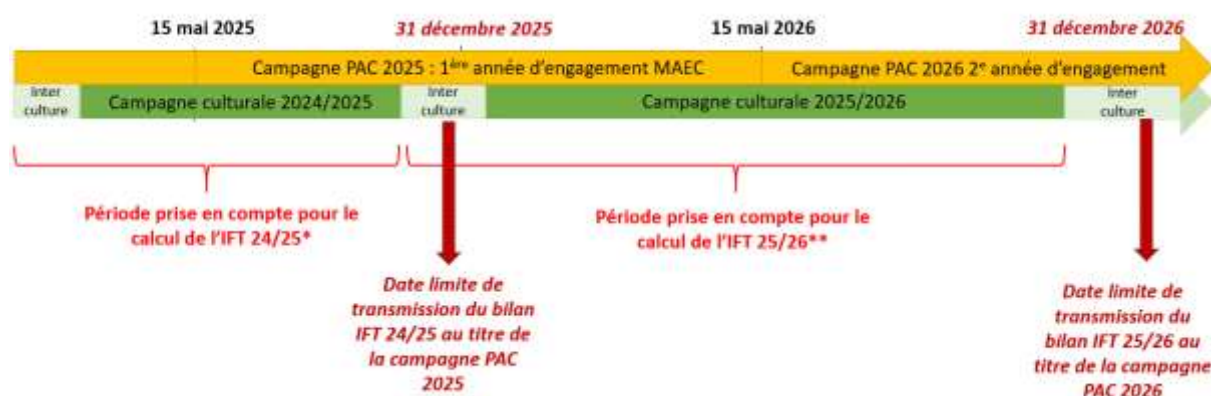 15 mai 2025
31 décembre 2025
15 mai 2026
31 décembre 2026
Campagne PAC 2025 : 1ère année d’engagement MAEC
Campagne PAC 2026 2e année d’engagement
Inter
culture
Campagne culturale 2024/2025
Inter
culture
Campagne culturale 2025/2026
Inter
culture
Période prise en compte pour le
calcul de l’IFT 24/25*
Période prise en compte pour le
calcul de l’IFT 25/26**
Date limite de
transmission du bilan
IFT 24/25 au titre de
la campagne PAC
2025
Date limite de
transmission du
bilan IFT 25/26 au
titre de la campagne
PAC 2026